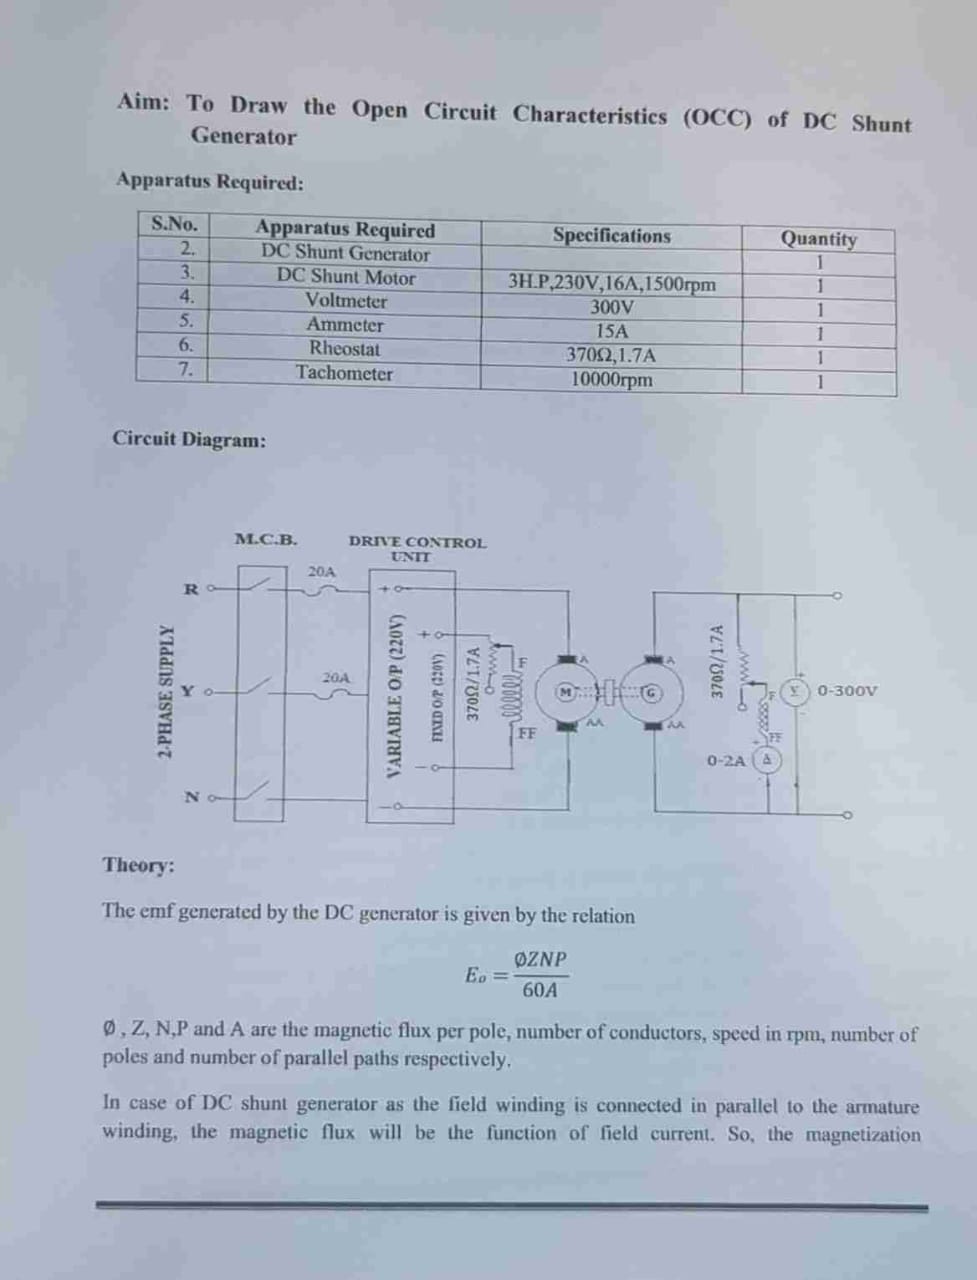 Aim: To Draw the Open Circuit Characteristics (OCC) of DC Shunt
Generator
Apparatus Required:
S.No. Apparatus Required Specifications Quantity
2. DC Shunt Generator 1
3. DC Shunt Motor 3H.P,230V,16A,1500rpm 1
4. Voltmeter 300V 1
5. Ammeter 15A 1
6. Rheostat 370Ω,1.7A 1
7. Tachometer 10000rpm 1
Circuit Diagram:
M.C.B.
DRIVE CONTROL
UNIT
20A
R
+
+
2-PHASE SUPPLY
VARIABLE O/P (220V)
FIXED O/P (220V)
370Ω/1.7A
F
A
A
370Ω/1.7A
20A
Y
M
G
F
+
V
0-300V
FF
AA
AA
FF
+
0-2A
A
-
N
-
Theory:
The emf generated by the DC generator is given by the relation
Eₒ = ØZNP
60A
Ø , Z, N,P and A are the magnetic flux per pole, number of conductors, speed in rpm, number of
poles and number of parallel paths respectively.
In case of DC shunt generator as the field winding is connected in parallel to the armature
winding, the magnetic flux will be the function of field current. So, the magnetization